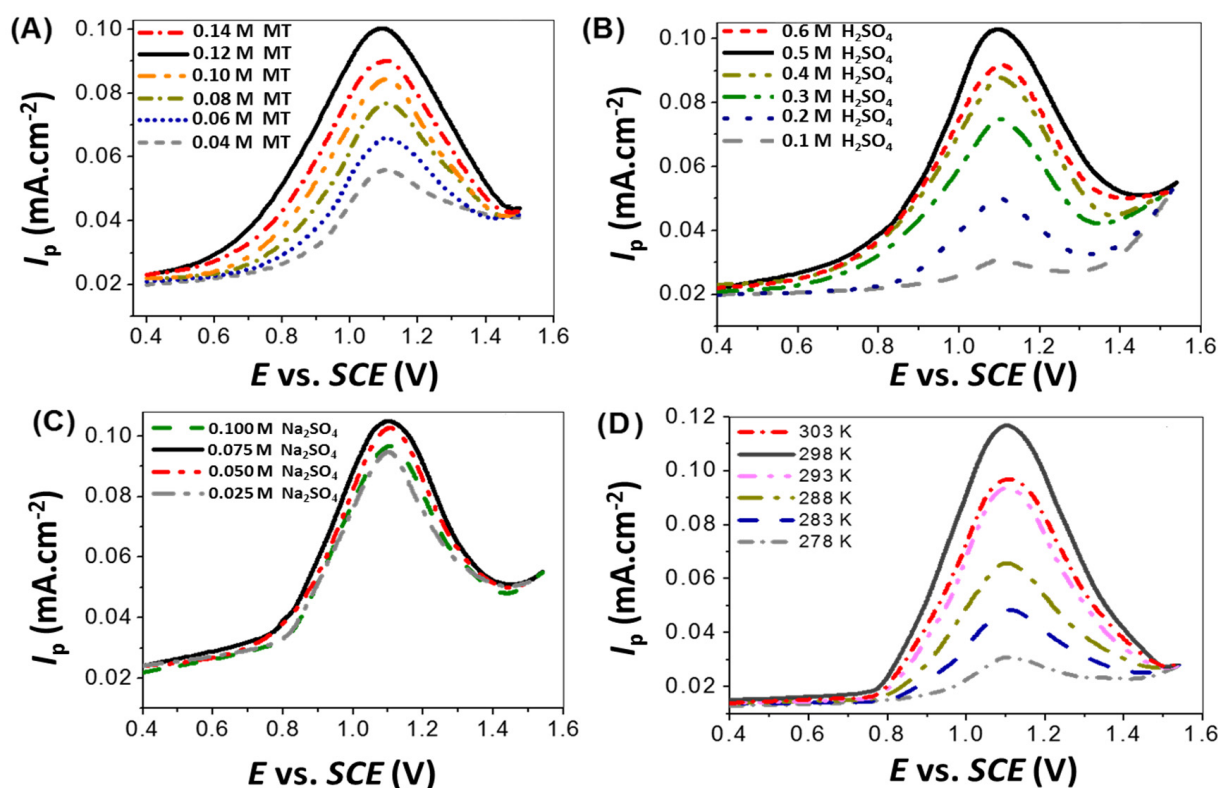 (A)
0.14 M MT
0.12 M MT
0.10 M MT
0.08 M MT
0.06 M MT
0.04 M MT
0.10
0.08
0.06
0.04
0.02
I_p (mA.cm⁻²)
0.4 0.6 0.8 1.0 1.2 1.4 1.6
E vs. SCE (V)
(B)
0.6 M H₂SO₄
0.5 M H₂SO₄
0.4 M H₂SO₄
0.3 M H₂SO₄
0.2 M H₂SO₄
0.1 M H₂SO₄
0.10
0.08
0.06
0.04
0.02
I_p (mA.cm⁻²)
0.4 0.6 0.8 1.0 1.2 1.4 1.6
E vs. SCE (V)
(C)
0.100 M Na₂SO₄
0.075 M Na₂SO₄
0.050 M Na₂SO₄
0.025 M Na₂SO₄
0.10
0.08
0.06
0.04
0.02
I_p (mA.cm⁻²)
0.4 0.6 0.8 1.0 1.2 1.4 1.6
E vs. SCE (V)
(D)
303 K
298 K
293 K
288 K
283 K
278 K
0.12
0.10
0.08
0.06
0.04
0.02
I_p (mA.cm⁻²)
0.4 0.6 0.8 1.0 1.2 1.4 1.6
E vs. SCE (V)